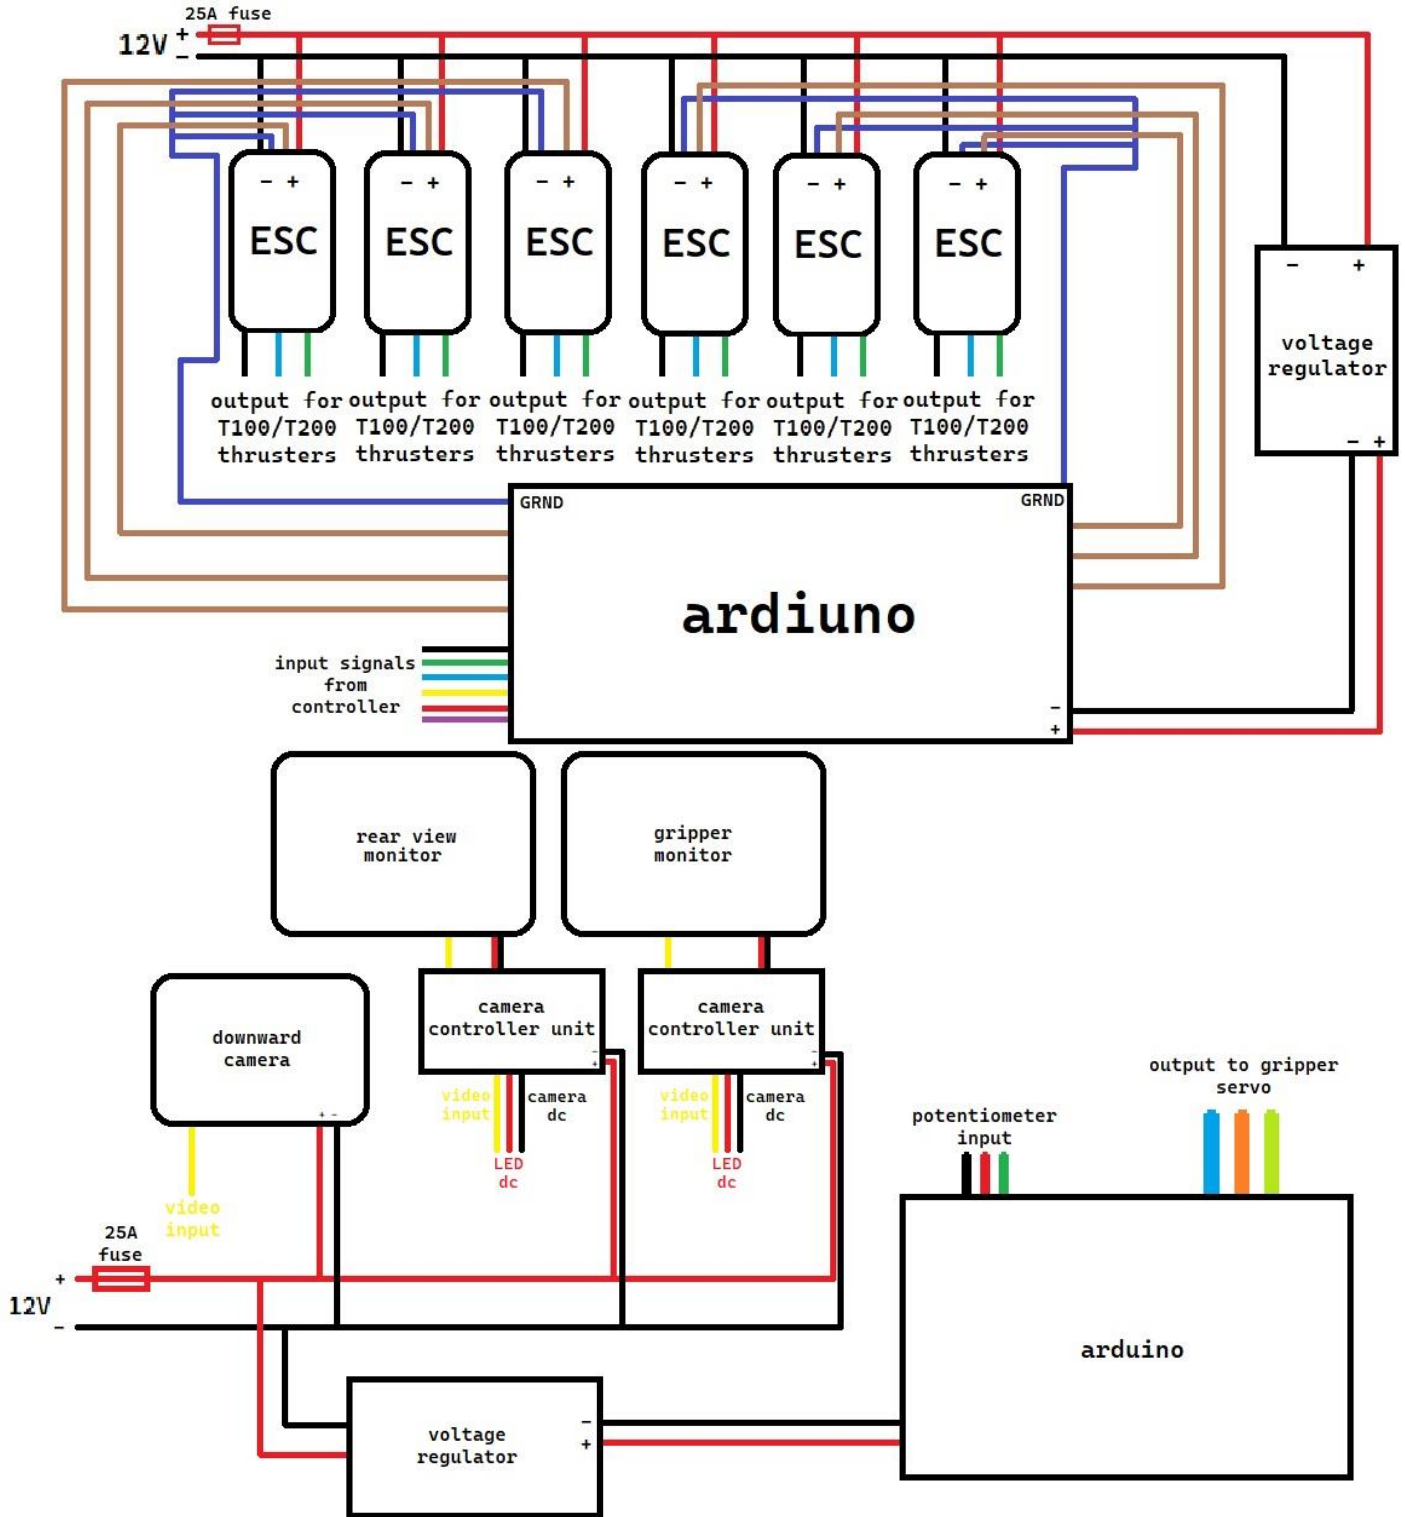 25A fuse
12V
+
−
− +
ESC
− +
ESC
− +
ESC
− +
ESC
− +
ESC
− +
ESC
− +
voltage
regulator
− +
output for
T100/T200
thrusters
output for
T100/T200
thrusters
output for
T100/T200
thrusters
output for
T100/T200
thrusters
output for
T100/T200
thrusters
output for
T100/T200
thrusters
GRND
GRND
ardiuno
input signals
from
controller
−
+
rear view
monitor
gripper
monitor
downward
camera
+ −
camera
controller unit
−
+
camera
controller unit
−
+
video
input
camera
dc
LED
dc
video
input
camera
dc
LED
dc
video
input
25A
fuse
+
12V
−
voltage
regulator
−
+
potentiometer
input
output to gripper
servo
arduino